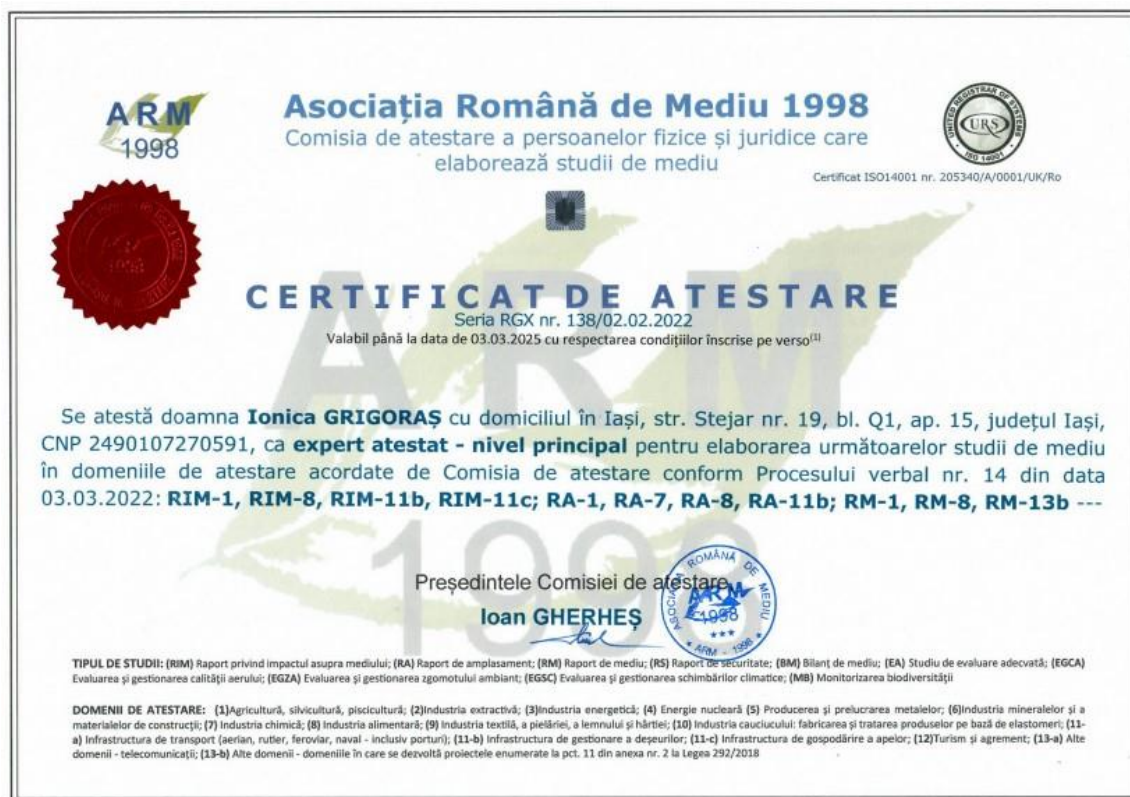 ARM
1998
Asociația Română de Mediu 1998
Comisia de atestare a persoanelor fizice și juridice care
elaborează studii de mediu
UNITED REGISTRAR OF SYSTEMS
URS
ISO 14001
Certificat ISO14001 nr. 205340/A/0001/UK/Ro
CERTIFICAT DE ATESTARE
Seria RGX nr. 138/02.02.2022
Valabil până la data de 03.03.2025 cu respectarea condițiilor înscrise pe verso(1)
ARM
1998
Se atestă doamna Ionica GRIGORAȘ cu domiciliul în Iași, str. Stejar nr. 19, bl. Q1, ap. 15, județul Iași,
CNP 2490107270591, ca expert atestat - nivel principal pentru elaborarea următoarelor studii de mediu
în domeniile de atestare acordate de Comisia de atestare conform Procesului verbal nr. 14 din data
03.03.2022: RIM-1, RIM-8, RIM-11b, RIM-11c; RA-1, RA-7, RA-8, RA-11b; RM-1, RM-8, RM-13b ---
Președintele Comisiei de atestare
Ioan GHERHEȘ
ASOCIAȚIA ROMÂNĂ DE MEDIU
ARM
1998
ARM - 1998
TIPUL DE STUDII: (RIM) Raport privind impactul asupra mediului; (RA) Raport de amplasament; (RM) Raport de mediu; (RS) Raport de securitate; (BM) Bilanț de mediu; (EA) Studiu de evaluare adecvată; (EGCA)
Evaluarea și gestionarea calității aerului; (EGZA) Evaluarea și gestionarea zgomotului ambiant; (EGSC) Evaluarea și gestionarea schimbărilor climatice; (MB) Monitorizarea biodiversității
DOMENII DE ATESTARE: (1)Agricultură, silvicultură, piscicultură; (2)Industria extractivă; (3)Industria energetică; (4) Energie nucleară (5) Producerea și prelucrarea metalelor; (6)Industria mineralelor și a
materialelor de construcții; (7) Industria chimică; (8) Industria alimentară; (9) Industria textilă, a pielăriei, a lemnului și hârtiei; (10) Industria cauciucului: fabricarea și tratarea produselor pe bază de elastomeri; (11-
a) Infrastructura de transport (aerian, rutier, feroviar, naval - inclusiv porturi); (11-b) Infrastructura de gestionare a deșeurilor; (11-c) Infrastructura de gospodărire a apelor; (12)Turism și agrement; (13-a) Alte
domenii - telecomunicații; (13-b) Alte domenii - domeniile în care se dezvoltă proiectele enumerate la pct. 11 din anexa nr. 2 la Legea 292/2018